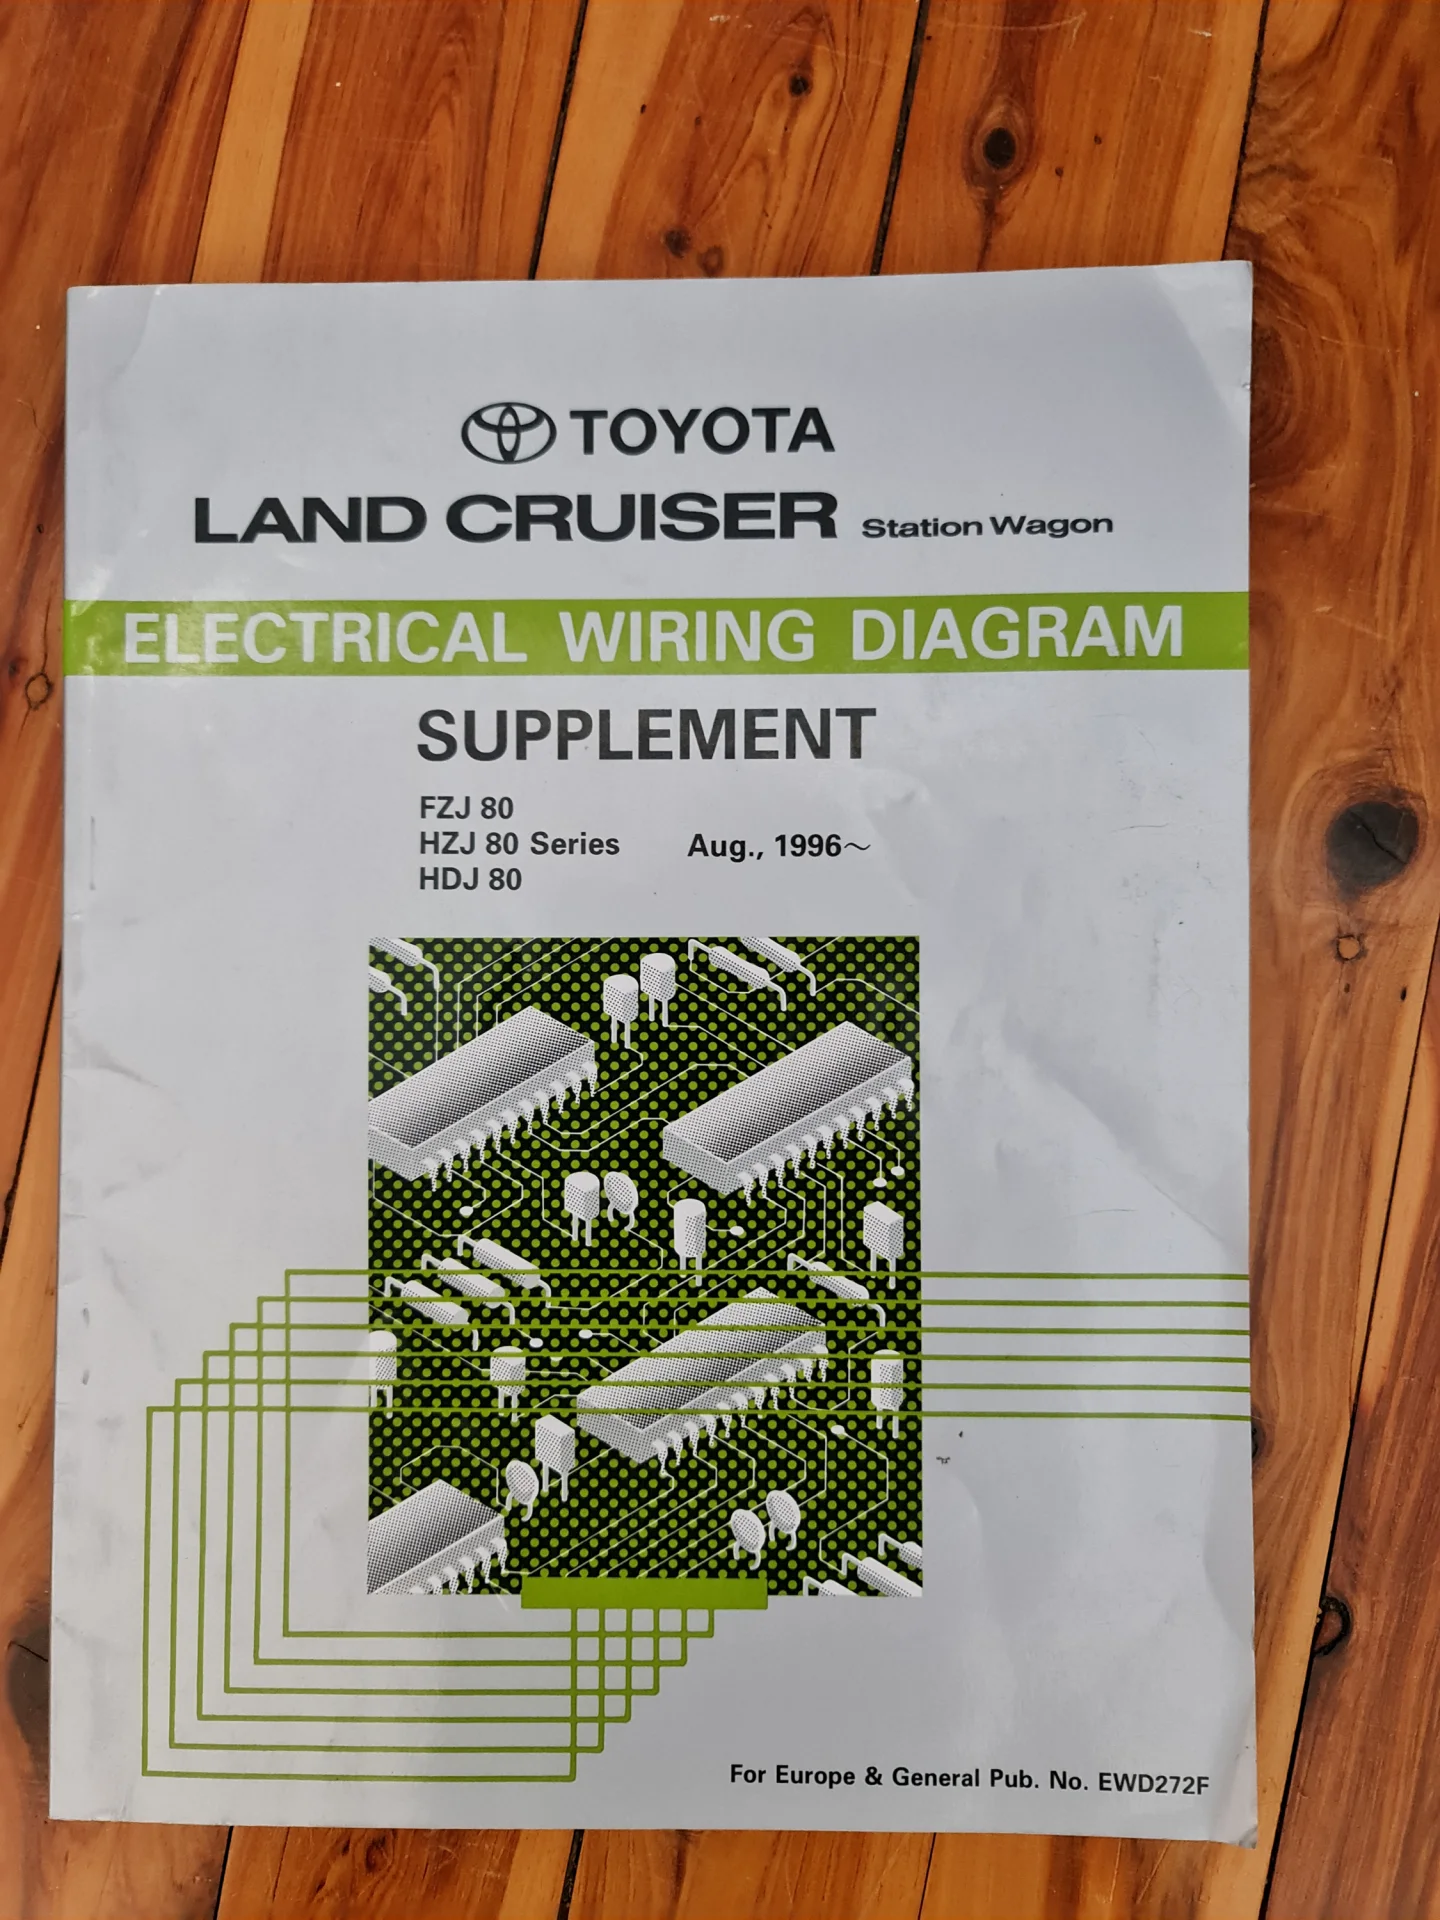 TOYOTA
LAND CRUISER Station Wagon
ELECTRICAL WIRING DIAGRAM
SUPPLEMENT
FZJ 80
HZJ 80 Series Aug., 1996~
HDJ 80
For Europe & General Pub. No. EWD272F